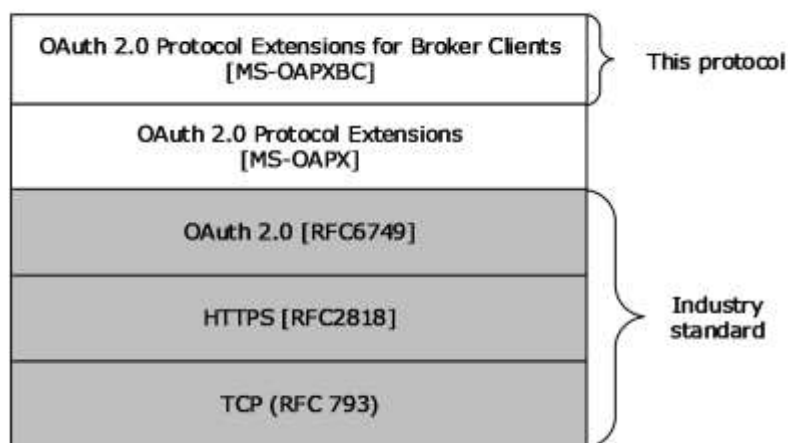 OAuth 2.0 Protocol Extensions for Broker Clients
[MS-OAPXBC]
This protocol
OAuth 2.0 Protocol Extensions
[MS-OAPX]
OAuth 2.0 [RFC6749]
HTTPS [RFC2818]
Industry
standard
TCP (RFC 793)